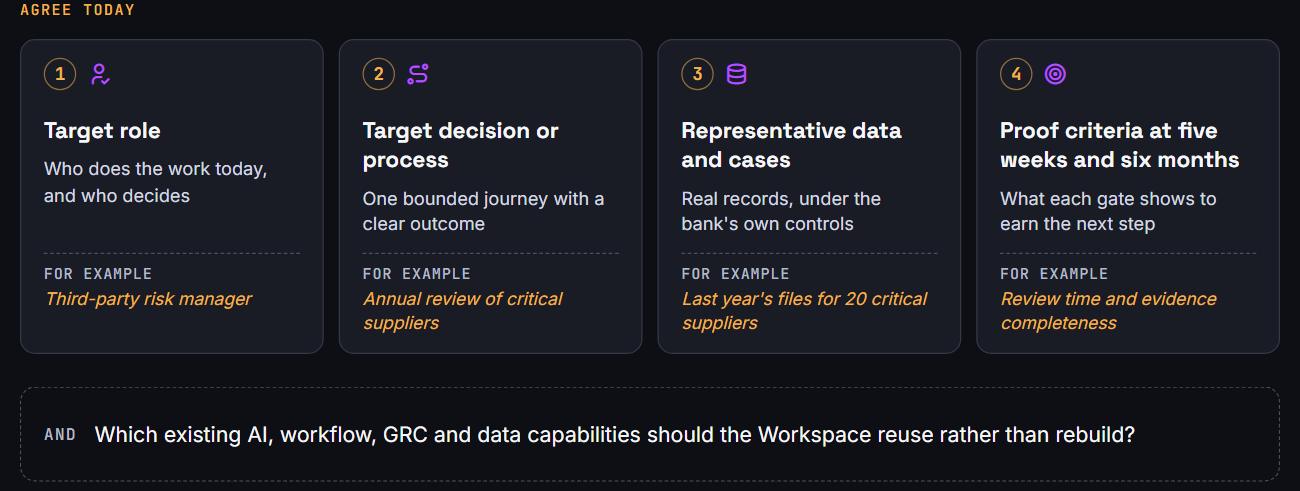 AGREE TODAY
1
Target role
Who does the work today,
and who decides
FOR EXAMPLE
Third-party risk manager
2
Target decision or
process
One bounded journey with a
clear outcome
FOR EXAMPLE
Annual review of critical
suppliers
3
Representative data
and cases
Real records, under the
bank's own controls
FOR EXAMPLE
Last year's files for 20 critical
suppliers
4
Proof criteria at five
weeks and six months
What each gate shows to
earn the next step
FOR EXAMPLE
Review time and evidence
completeness
AND Which existing AI, workflow, GRC and data capabilities should the Workspace reuse rather than rebuild?